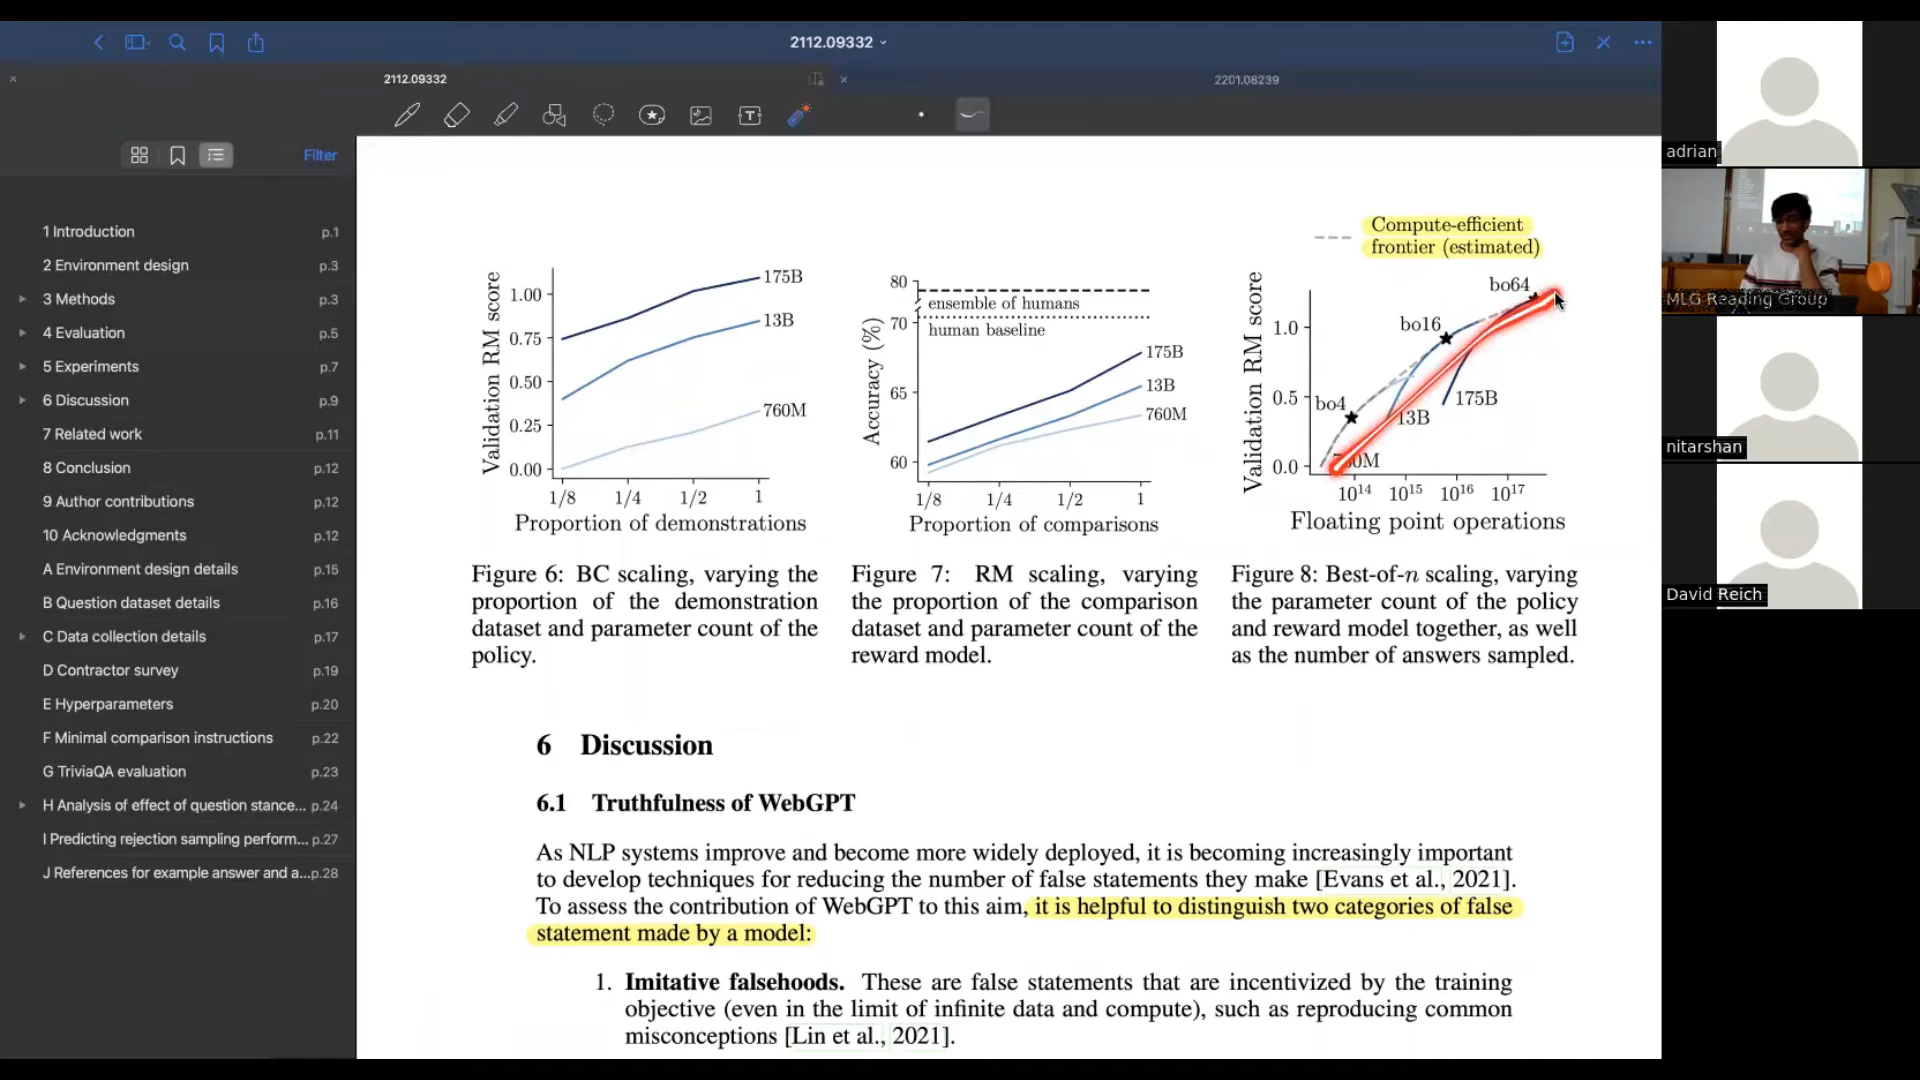 2112.09332
2112.09332
2201.08239
Filter
1 Introduction p.1
2 Environment design p.3
3 Methods p.3
4 Evaluation p.5
5 Experiments p.7
6 Discussion p.9
7 Related work p.11
8 Conclusion p.12
9 Author contributions p.12
10 Acknowledgments p.12
A Environment design details p.15
B Question dataset details p.16
C Data collection details p.17
D Contractor survey p.19
E Hyperparameters p.20
F Minimal comparison instructions p.22
G TriviaQA evaluation p.23
H Analysis of effect of question stance... p.24
I Predicting rejection sampling perform... p.27
J References for example answer and a... p.28
Validation RM score
1.00
0.75
0.50
0.25
0.00
175B
13B
760M
1/8 1/4 1/2 1
Proportion of demonstrations
Accuracy (%)
80
70
65
60
ensemble of humans
human baseline
175B
13B
760M
1/8 1/4 1/2 1
Proportion of comparisons
Compute-efficient
frontier (estimated)
Validation RM score
1.0
0.5
0.0
bo64
bo16
bo4
175B
13B
10¹⁴ 10¹⁵ 10¹⁶ 10¹⁷
Floating point operations
Figure 6: BC scaling, varying the
proportion of the demonstration
dataset and parameter count of the
policy.
Figure 7: RM scaling, varying
the proportion of the comparison
dataset and parameter count of the
reward model.
Figure 8: Best-of-n scaling, varying
the parameter count of the policy
and reward model together, as well
as the number of answers sampled.
6 Discussion
6.1 Truthfulness of WebGPT
As NLP systems improve and become more widely deployed, it is becoming increasingly important
to develop techniques for reducing the number of false statements they make [Evans et al., 2021].
To assess the contribution of WebGPT to this aim, it is helpful to distinguish two categories of false
statement made by a model:
1. Imitative falsehoods. These are false statements that are incentivized by the training
objective (even in the limit of infinite data and compute), such as reproducing common
misconceptions [Lin et al., 2021].
adrian
MLG Reading Group
nitarshan
David Reich